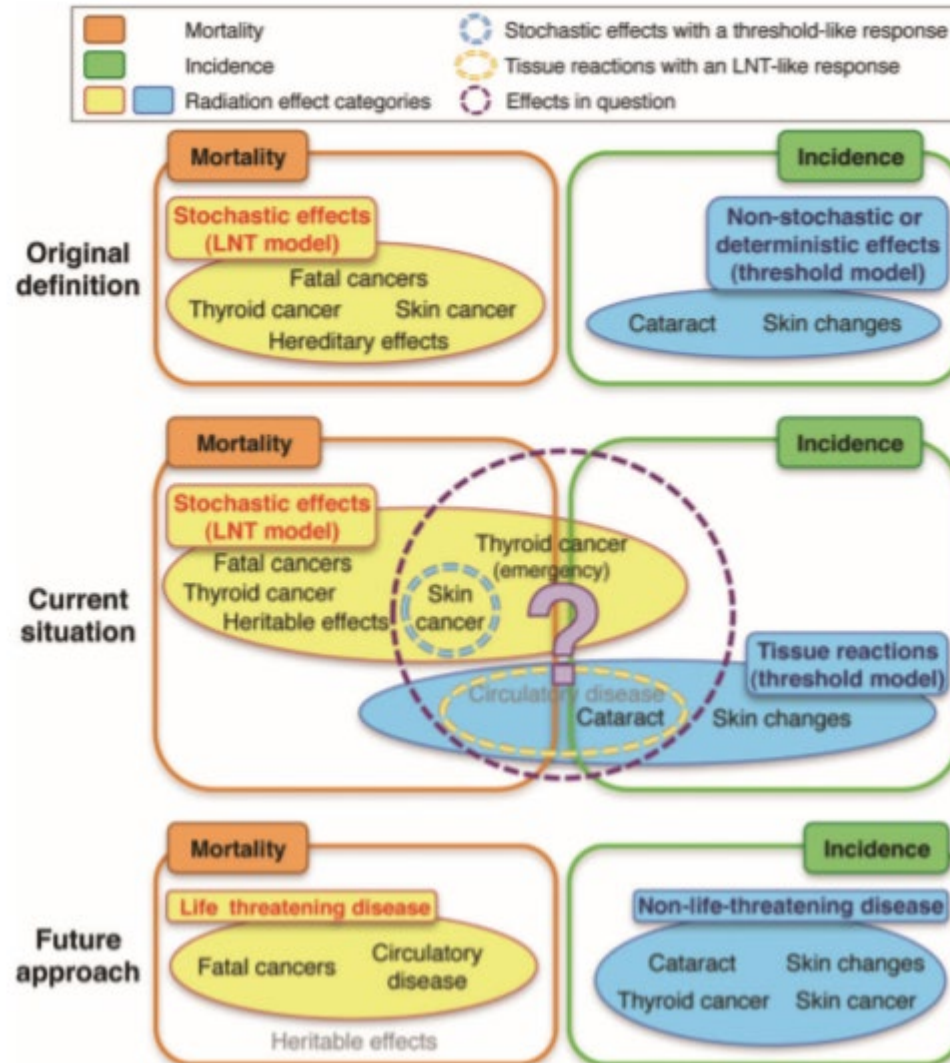 Mortality
Stochastic effects with a threshold-like response
Incidence
Tissue reactions with an LNT-like response
Radiation effect categories
Effects in question
Original
definition
Mortality
Stochastic effects
(LNT model)
Fatal cancers
Thyroid cancer Skin cancer
Hereditary effects
Incidence
Non-stochastic or
deterministic effects
(threshold model)
Cataract Skin changes
Current
situation
Mortality
Stochastic effects
(LNT model)
Fatal cancers
Thyroid cancer
Heritable effects
Skin
cancer
Thyroid cancer
(emergency)
?
Incidence
Tissue reactions
(threshold model)
Circulatory disease
Cataract
Skin changes
Future
approach
Mortality
Life threatening disease
Fatal cancers
Circulatory
disease
Heritable effects
Incidence
Non-life-threatening disease
Cataract Skin changes
Thyroid cancer Skin cancer